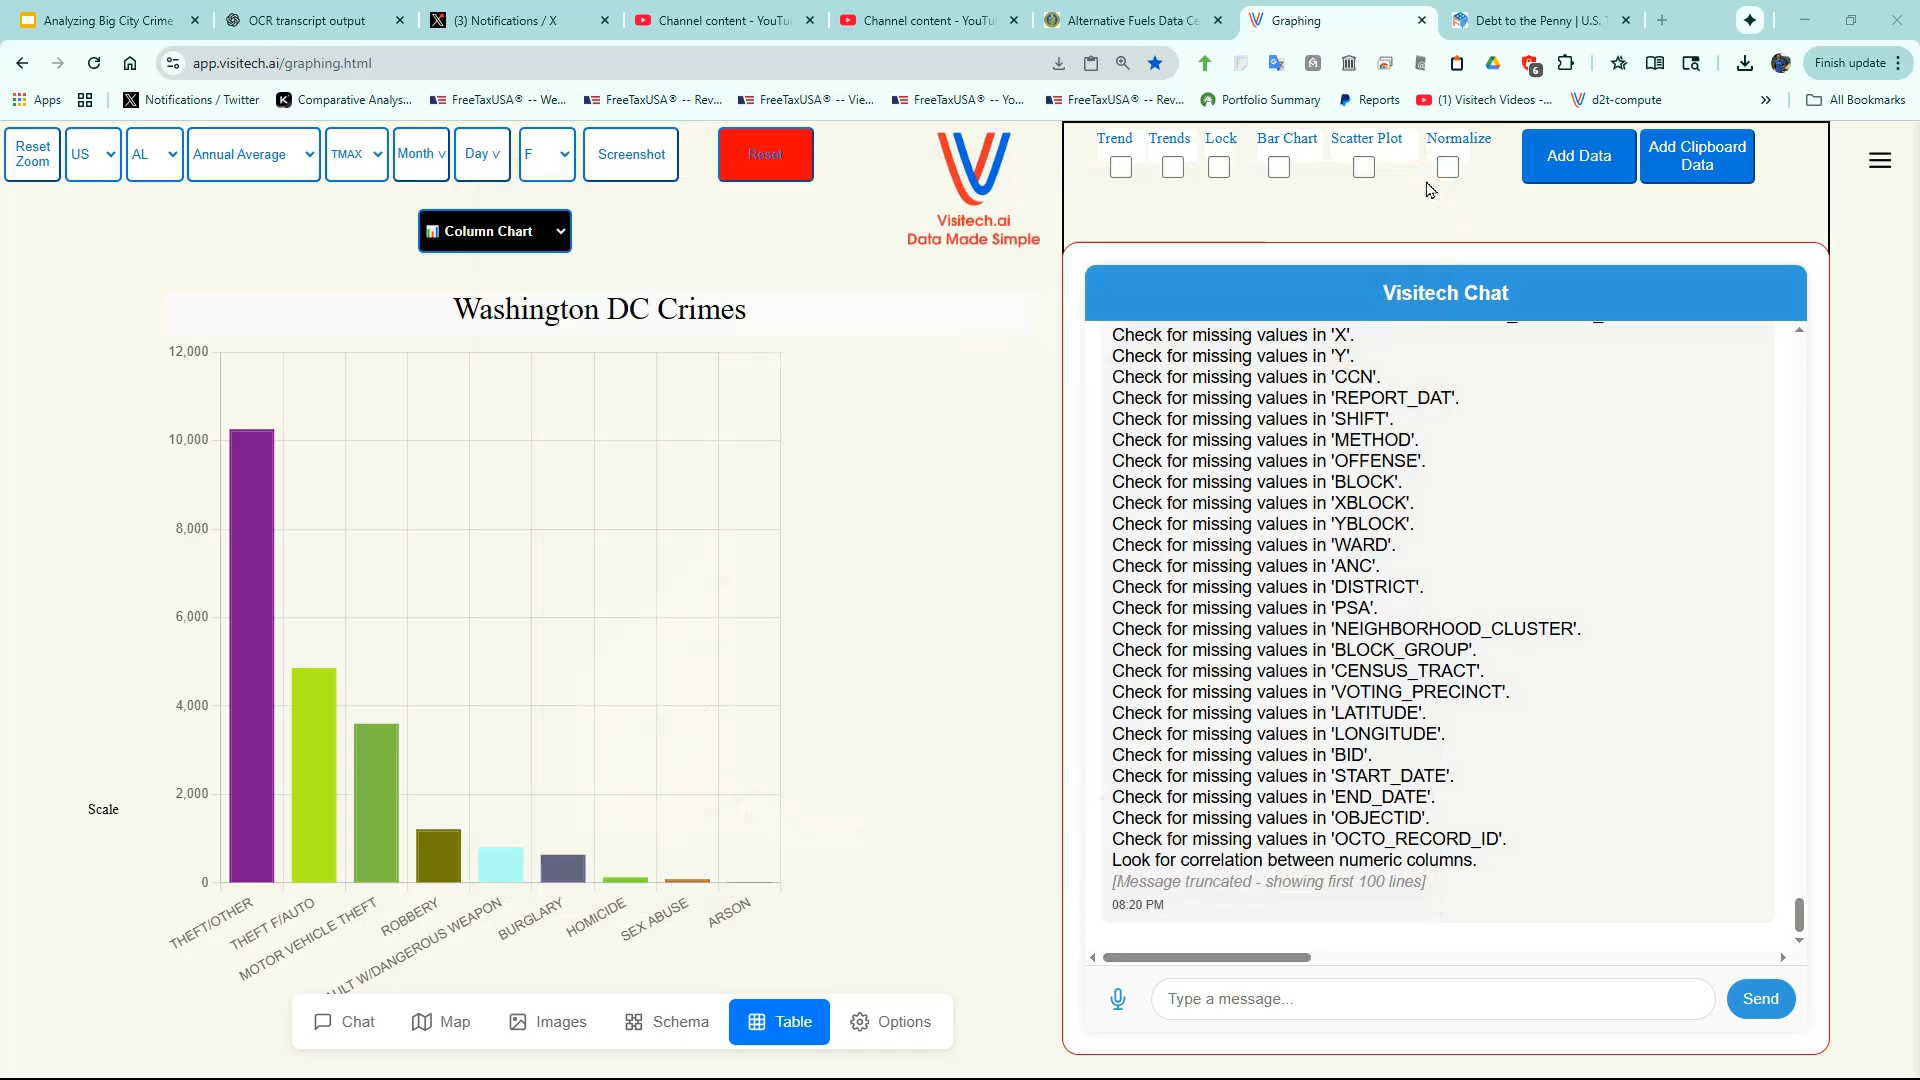 Analyzing Big City Crime
OCR transcript output
(3) Notifications / X
Channel content - YouTu
Channel content - YouTu
Alternative Fuels Data Ce
Graphing
Debt to the Penny | U.S. T
app.visitech.ai/graphing.html
6
Finish update
Apps
Notifications / Twitter
Comparative Analys...
FreeTaxUSA® -- We...
FreeTaxUSA® -- Rev...
FreeTaxUSA® -- Vie...
FreeTaxUSA® -- Yo...
FreeTaxUSA® -- Rev...
Portfolio Summary
Reports
(1) Visitech Videos -...
d2t-compute
»
All Bookmarks
Reset
Zoom
US
AL
Annual Average
TMAX
Month v
Day v
F
Screenshot
Reset
Visitech.ai
Data Made Simple
Trend
Trends
Lock
Bar Chart
Scatter Plot
Normalize
Add Data
Add Clipboard
Data
Column Chart
Washington DC Crimes
12,000
10,000
8,000
6,000
4,000
2,000
0
Scale
THEFT/OTHER
THEFT F/AUTO
MOTOR VEHICLE THEFT
ROBBERY
AULT W/DANGEROUS WEAPON
BURGLARY
HOMICIDE
SEX ABUSE
ARSON
Chat
Map
Images
Schema
Table
Options
Visitech Chat
Check for missing values in 'X'.
Check for missing values in 'Y'.
Check for missing values in 'CCN'.
Check for missing values in 'REPORT_DAT'.
Check for missing values in 'SHIFT'.
Check for missing values in 'METHOD'.
Check for missing values in 'OFFENSE'.
Check for missing values in 'BLOCK'.
Check for missing values in 'XBLOCK'.
Check for missing values in 'YBLOCK'.
Check for missing values in 'WARD'.
Check for missing values in 'ANC'.
Check for missing values in 'DISTRICT'.
Check for missing values in 'PSA'.
Check for missing values in 'NEIGHBORHOOD_CLUSTER'.
Check for missing values in 'BLOCK_GROUP'.
Check for missing values in 'CENSUS_TRACT'.
Check for missing values in 'VOTING_PRECINCT'.
Check for missing values in 'LATITUDE'.
Check for missing values in 'LONGITUDE'.
Check for missing values in 'BID'.
Check for missing values in 'START_DATE'.
Check for missing values in 'END_DATE'.
Check for missing values in 'OBJECTID'.
Check for missing values in 'OCTO_RECORD_ID'.
Look for correlation between numeric columns.
[Message truncated - showing first 100 lines]
08:20 PM
Type a message...
Send